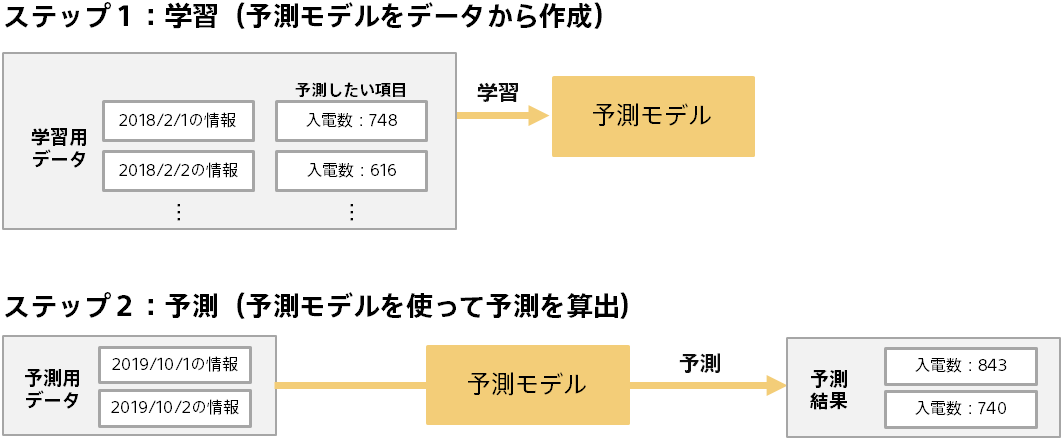 ステップ1：学習（予測モデルをデータから作成）
予測したい項目
学習用
データ
2018/2/1の情報
入電数：748
2018/2/2の情報
入電数：616
⋮
⋮
学習
予測モデル
ステップ2：予測（予測モデルを使って予測を算出）
予測用
データ
2019/10/1の情報
2019/10/2の情報
予測モデル
予測
予測
結果
入電数：843
入電数：740